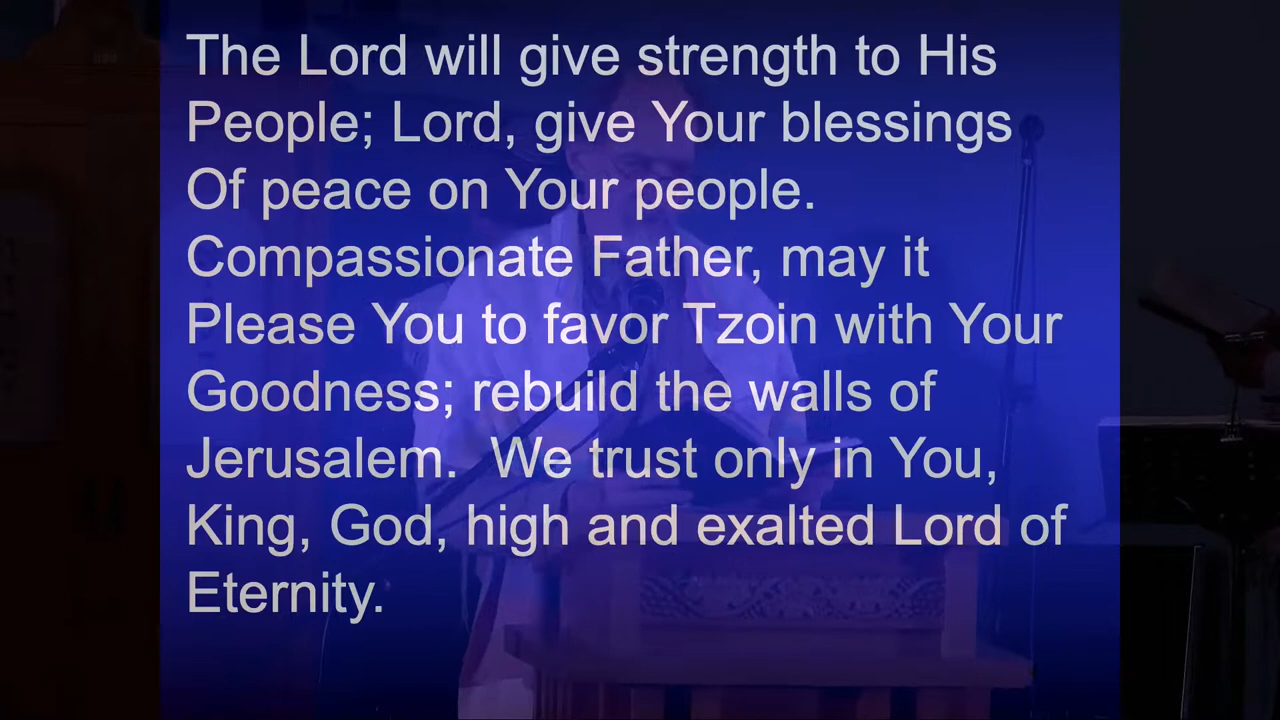 The Lord will give strength to His
People; Lord, give Your blessings
Of peace on Your people.
Compassionate Father, may it
Please You to favor Tzoin with Your
Goodness; rebuild the walls of
Jerusalem.  We trust only in You,
King, God, high and exalted Lord of
Eternity.